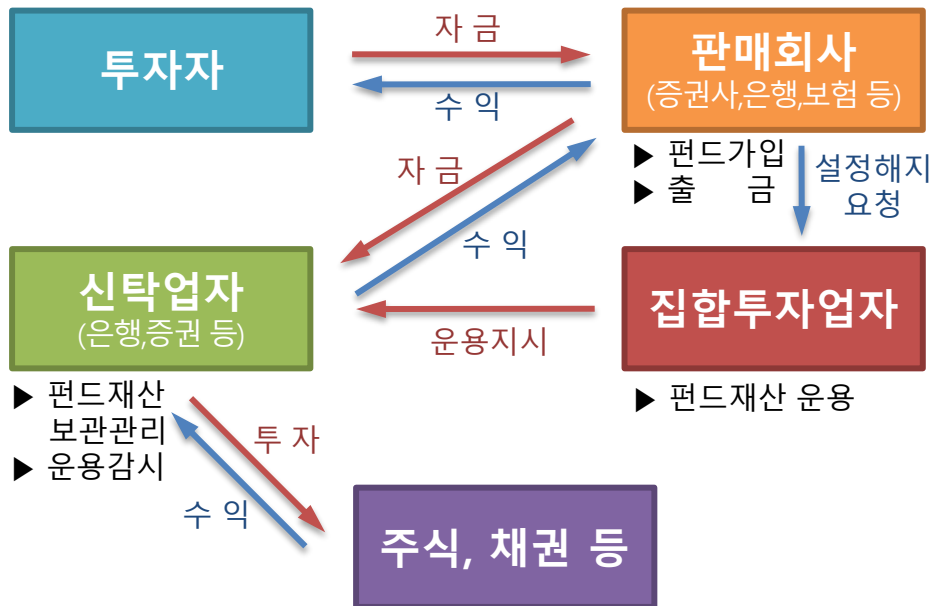 투자자
자 금
수 익
판매회사
(증권사,은행,보험 등)
▶ 펀드가입
▶ 출 금
설정해지
요청
자 금
수 익
신탁업자
(은행,증권 등)
운용지시
집합투자업자
▶ 펀드재산
보관관리
▶ 운용감시
▶ 펀드재산 운용
투 자
수 익
주식, 채권 등